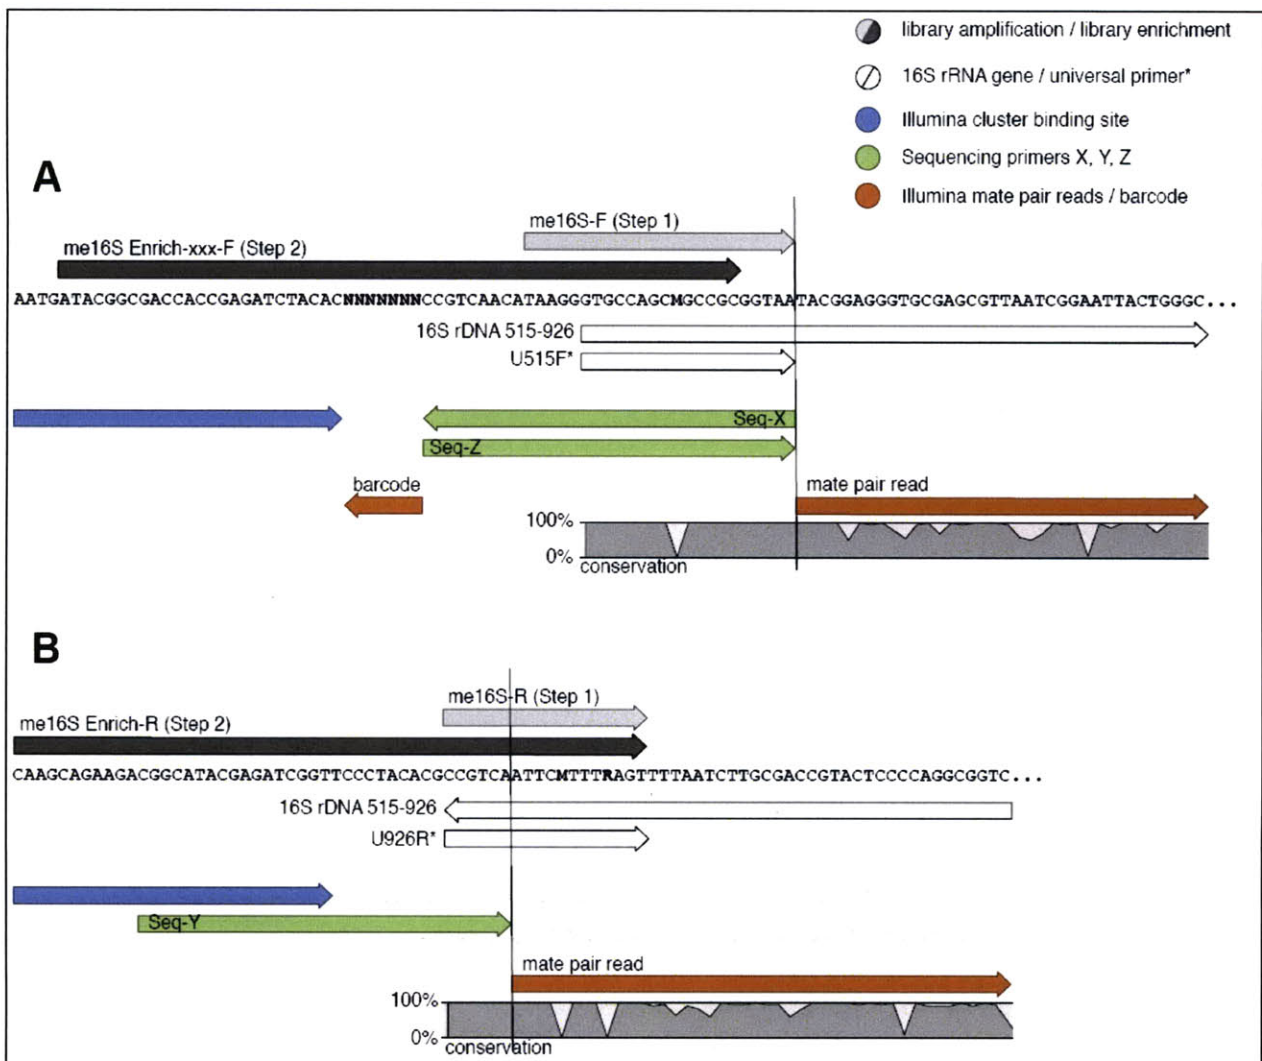 library amplification / library enrichment
16S rRNA gene / universal primer*
Illumina cluster binding site
Sequencing primers X, Y, Z
Illumina mate pair reads / barcode
A
me16S-F (Step 1)
me16S Enrich-xxx-F (Step 2)
AATGATACGGCGACCACCGAGATCTACACNNNNNNNCCGTCAACATAAGGGTGCCAGCMGCCGCGGTAATACGGAGGGTGCGAGCGTTAATCGGAATTACTGGGC...
16S rDNA 515-926
U515F*
Seq-X
Seq-Z
barcode
mate pair read
100%
0%
conservation
B
me16S-R (Step 1)
me16S Enrich-R (Step 2)
CAAGCAGAAGACGGCATACGAGATCGGTTCCCTACACGCCGTCAATTCMTTTRAGTTTTAATCTTGCGACCGTACTCCCCAGGCGGTC...
16S rDNA 515-926
U926R*
Seq-Y
mate pair read
100%
0%
conservation